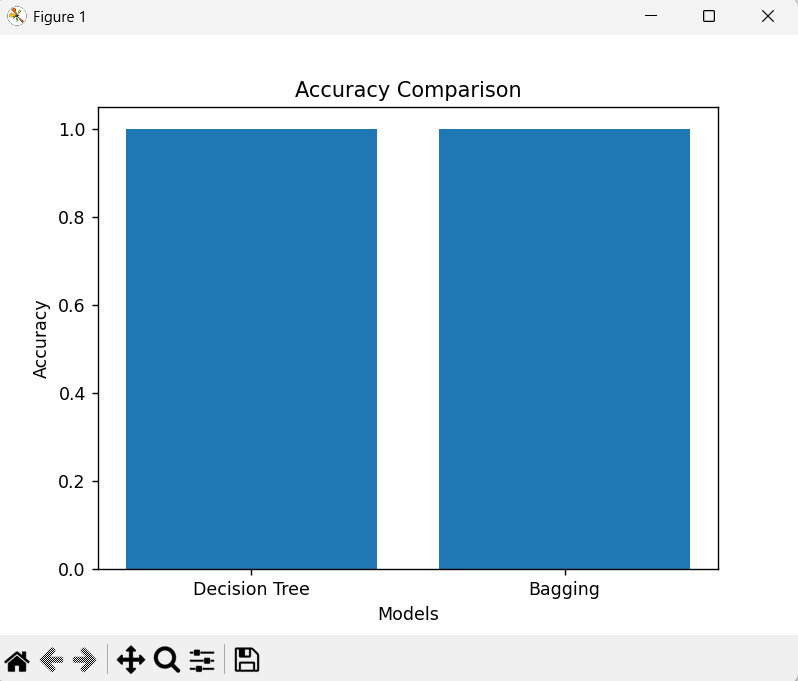 Figure 1
Accuracy Comparison
1.0
0.8
0.6
0.4
0.2
0.0
Accuracy
Decision Tree
Bagging
Models